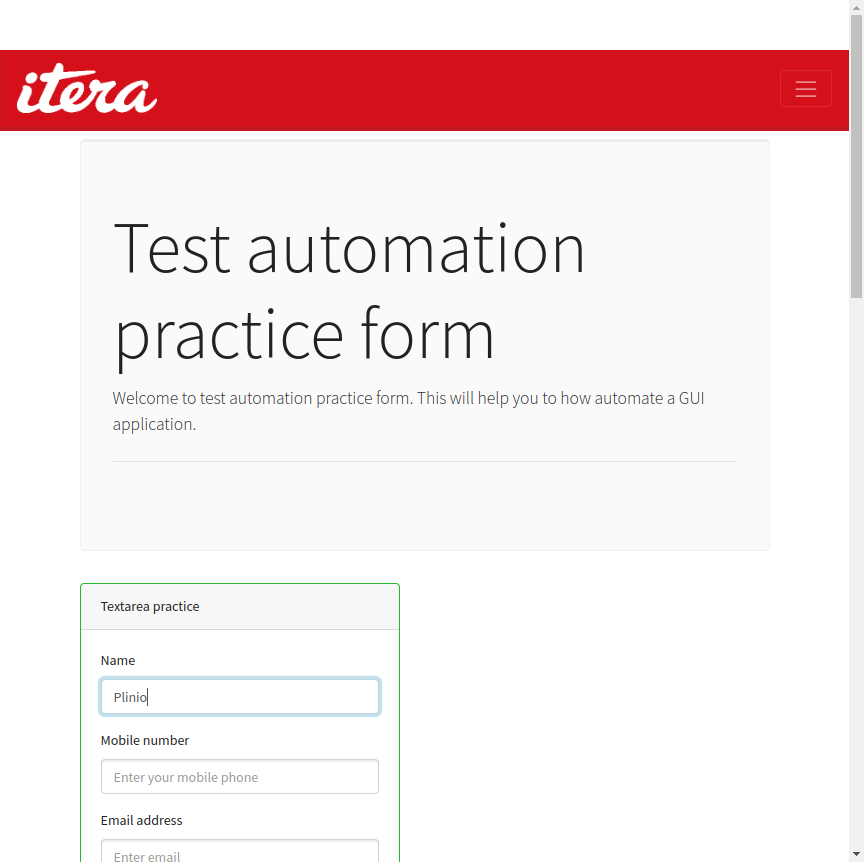 itera
Test automation
practice form
Welcome to test automation practice form. This will help you to how automate a GUI
application.
Textarea practice
Name
Plinio
Mobile number
Enter your mobile phone
Email address
Enter email